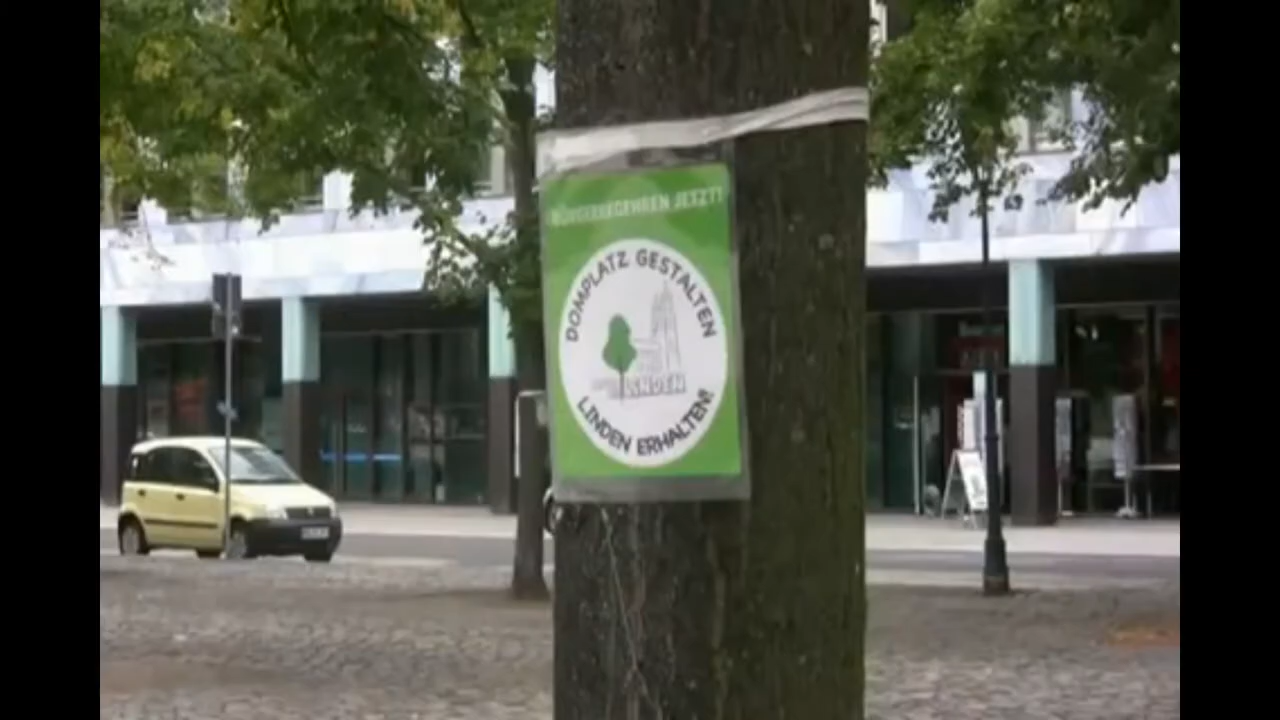 BÜRGERBEGEHREN JETZT!
DOMPLATZ GESTALTEN
LINDEN
LINDEN ERHALTEN!